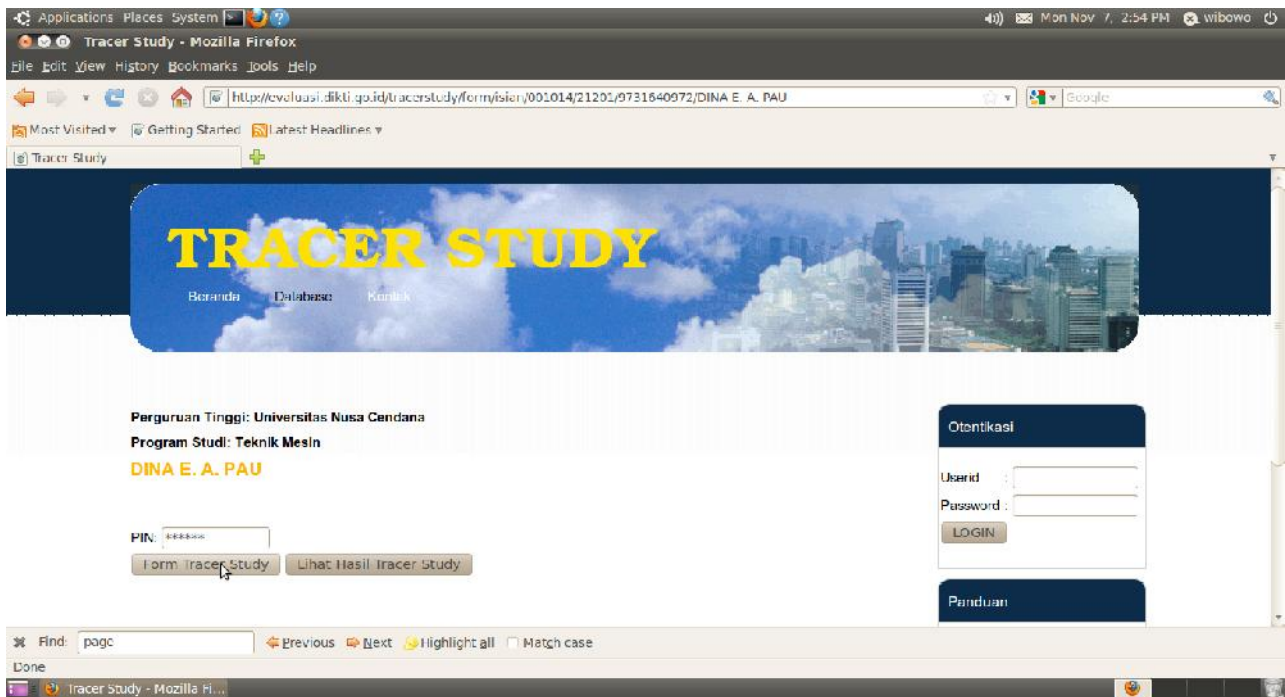 Applications Places System
Mon Nov 7, 2:54 PM wibowo
Tracer Study - Mozilla Firefox
File Edit View History Bookmarks Tools Help
http://evaluasi.dikti.go.id/tracerstudy/form/isian/001014/21201/9731640972/DINA E. A. PAU
Google
Most Visited Getting Started Latest Headlines
Tracer Study
TRACER STUDY
Beranda Database Kontak
Perguruan Tinggi: Universitas Nusa Cendana
Program Studi: Teknik Mesin
DINA E. A. PAU
PIN: ******
Form Tracer Study Lihat Hasil Tracer Study
Otentikasi
Userid :
Password :
LOGIN
Panduan
Find: page Previous Next Highlight all Match case
Done
Tracer Study - Mozilla Fi...